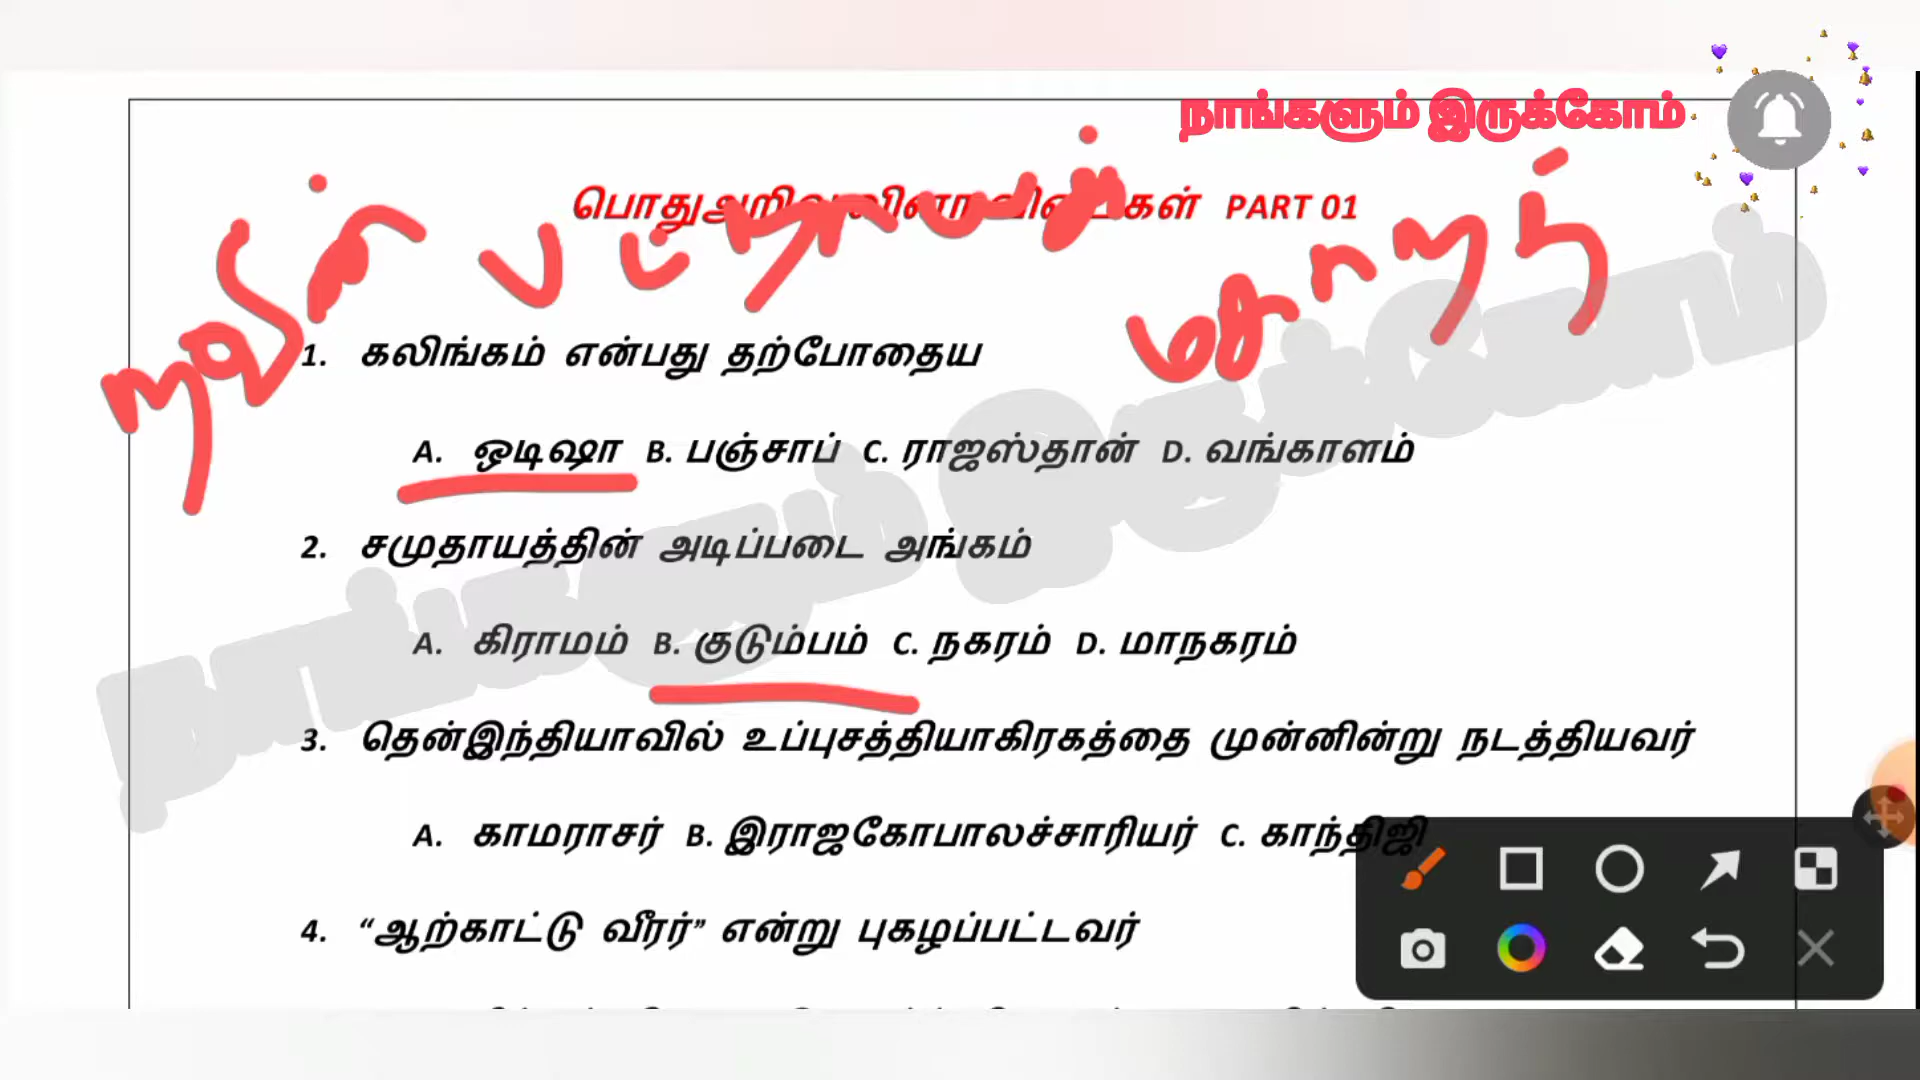 நாங்களும் இருக்கோம்
PART 01
1. கலிங்கம் என்பது தற்போதைய
A. ஒடிஷா B. பஞ்சாப் C. ராஜஸ்தான் D. வங்காளம்
2. சமுதாயத்தின் அடிப்படை அங்கம்
A. கிராமம் B. குடும்பம் C. நகரம் D. மாநகரம்
3. தென்இந்தியாவில் உப்புசத்தியாகிரகத்தை முன்னின்று நடத்தியவர்
A. காமராசர் B. இராஜகோபாலச்சாரியர் C. காந்திஜி
4. “ஆற்காட்டு வீரர்” என்று புகழப்பட்டவர்
நாங்களும் இருக்கோம்